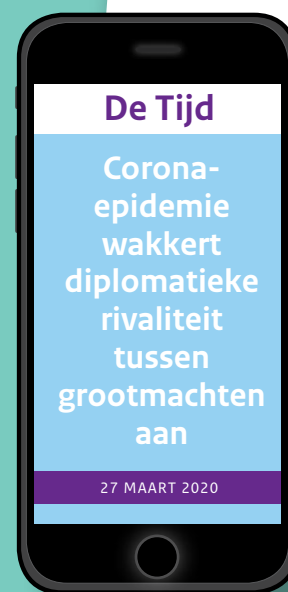 De Tijd
Corona-
epidemie
wakkert
diplomatieke
rivaliteit
tussen
grootmachten
aan
27 MAART 2020